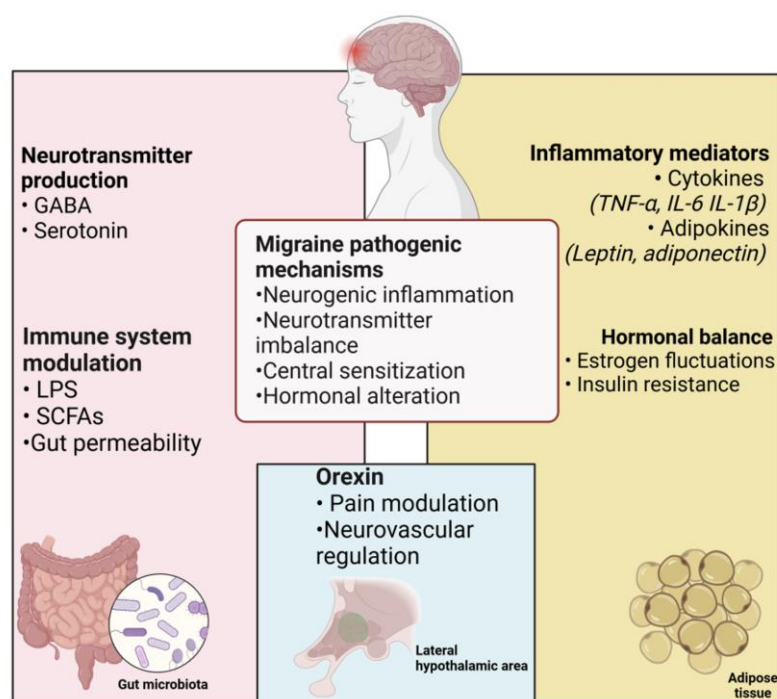 Neurotransmitter
production
• GABA
• Serotonin
Immune system
modulation
• LPS
• SCFAs
•Gut permeability
Gut microbiota
Migraine pathogenic
mechanisms
•Neurogenic inflammation
•Neurotransmitter
imbalance
•Central sensitization
•Hormonal alteration
Orexin
• Pain modulation
•Neurovascular
regulation
Lateral
hypothalamic area
Inflammatory mediators
• Cytokines
(TNF-α, IL-6 IL-1β)
• Adipokines
(Leptin, adiponectin)
Hormonal balance
• Estrogen fluctuations
• Insulin resistance
Adipose
tissue